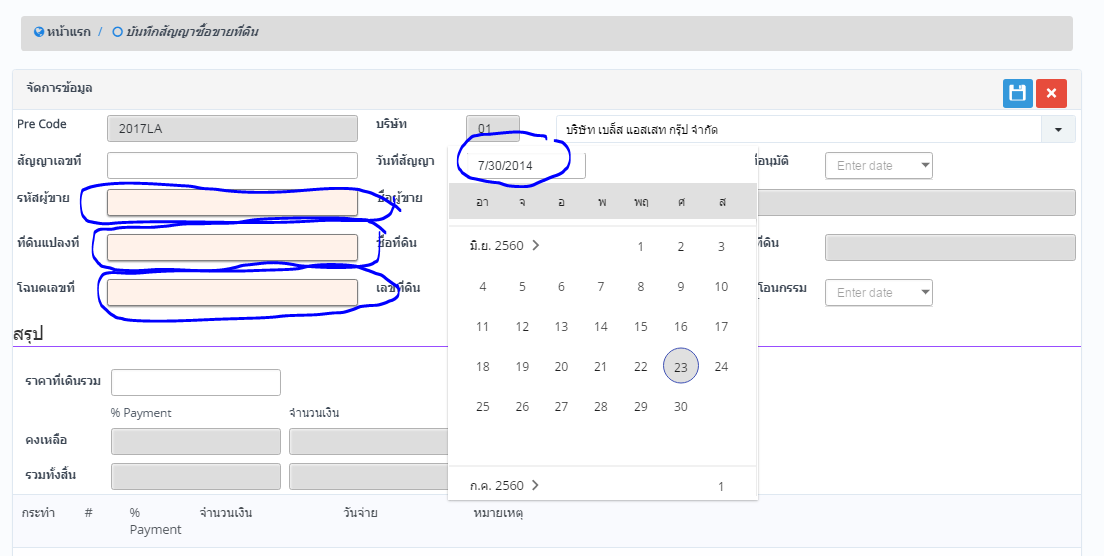 หน้าแรก / บันทึกสัญญาซื้อขายที่ดิน
จัดการข้อมูล
Pre Code 2017LA บริษัท 01 บริษัท เบล็ส แอสเสท กรุ๊ป จำกัด
สัญญาเลขที่ วันที่สัญญา 7/30/2014 อนุมัติ Enter date
รหัสผู้ขาย ชื่อผู้ขาย
อา จ อ พ พฤ ศ ส
ที่ดินแปลงที่ ชื่อที่ดิน ที่ดิน
มิ.ย. 2560 1 2 3
โฉนดเลขที่ เลขที่ดิน โอนกรรม Enter date
4 5 6 7 8 9 10
11 12 13 14 15 16 17
สรุป
18 19 20 21 22 23 24
ราคาที่เดินรวม
25 26 27 28 29 30
% Payment จำนวนเงิน
คงเหลือ
รวมทั้งสิ้น
ก.ค. 2560 1
กระทำ # % Payment จำนวนเงิน วันจ่าย หมายเหตุ